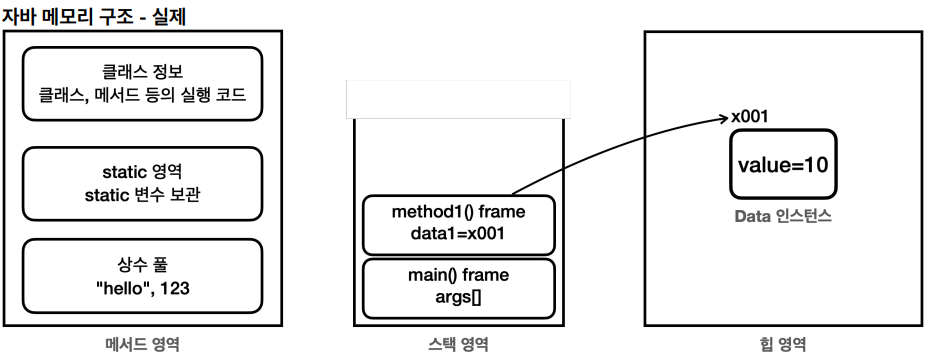 자바 메모리 구조 - 실제
클래스 정보
클래스, 메서드 등의 실행 코드
static 영역
static 변수 보관
상수 풀
"hello", 123
메서드 영역
method1() frame
data1=x001
main() frame
args[]
스택 영역
x001
value=10
Data 인스턴스
힙 영역